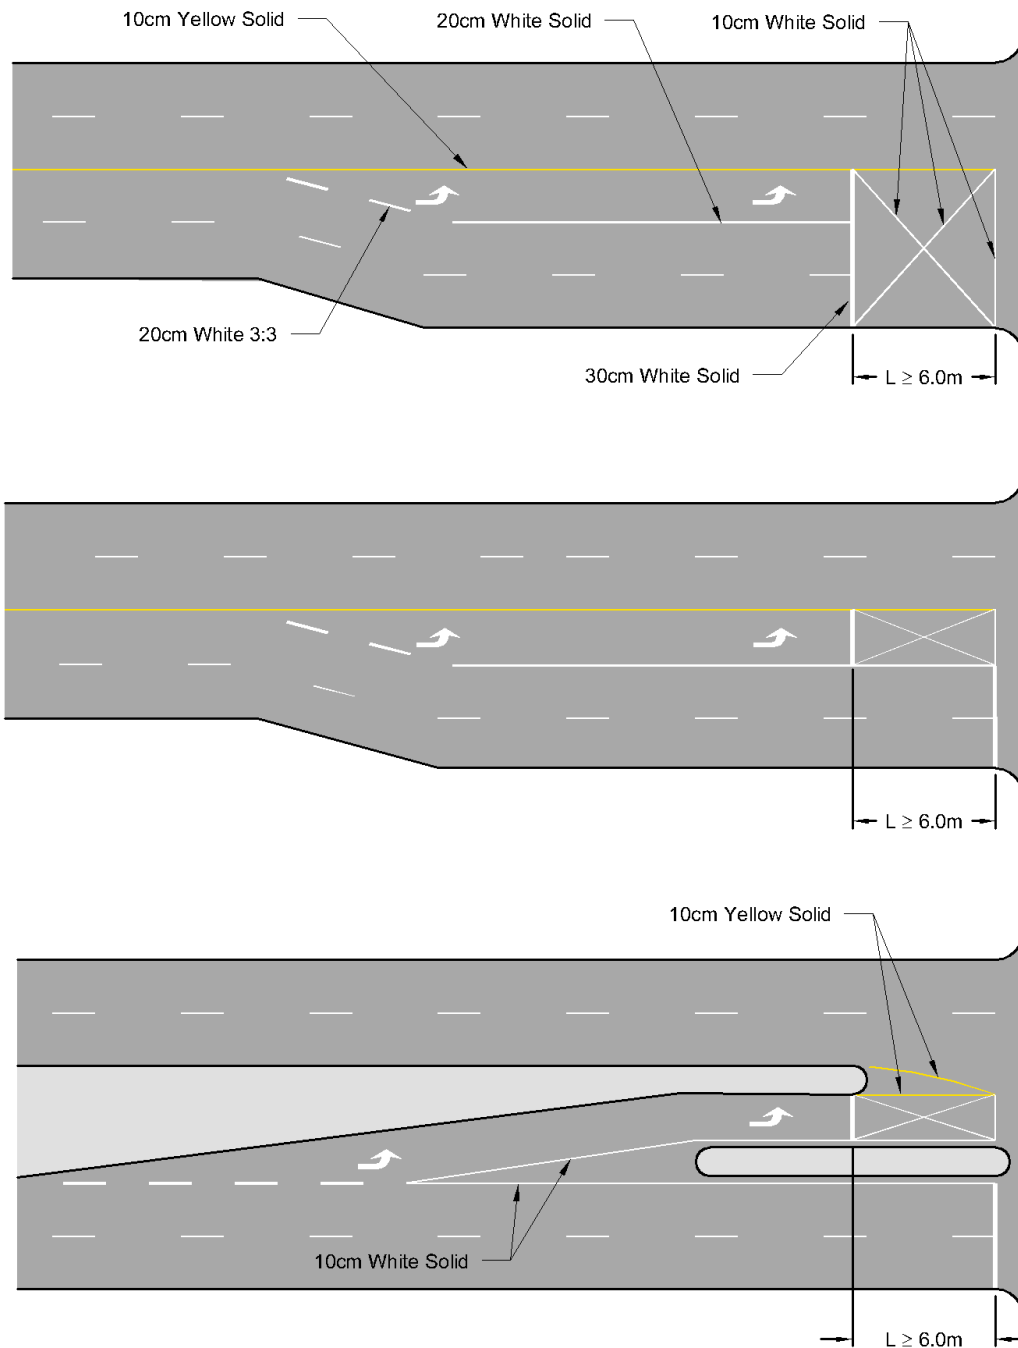 10cm Yellow Solid
20cm White Solid
10cm White Solid
20cm White 3:3
30cm White Solid
L ≥ 6.0m
L ≥ 6.0m
10cm Yellow Solid
10cm White Solid
L ≥ 6.0m